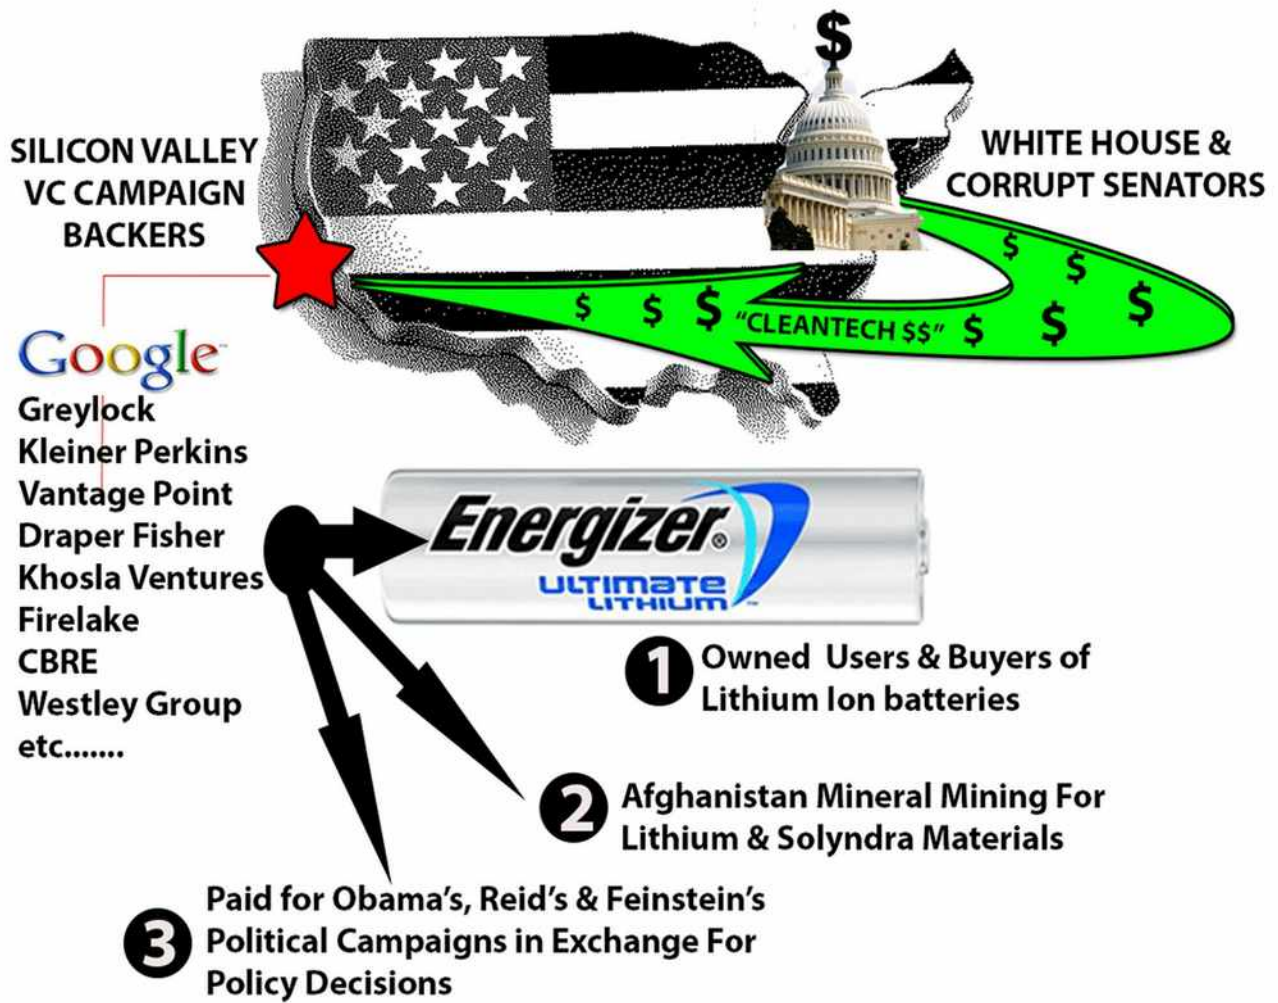 $
SILICON VALLEY
VC CAMPAIGN
BACKERS
WHITE HOUSE &
CORRUPT SENATORS
$ $ $
$ $ $ "CLEANTECH $$" $ $
Google™
Greylock
Kleiner Perkins
Vantage Point
Draper Fisher
Khosla Ventures
Firelake
CBRE
Westley Group
etc.......
Energizer®
ULTIMATE
LITHIUM™
1 Owned Users & Buyers of
Lithium Ion batteries
2 Afghanistan Mineral Mining For
Lithium & Solyndra Materials
3 Paid for Obama's, Reid's & Feinstein's
Political Campaigns in Exchange For
Policy Decisions